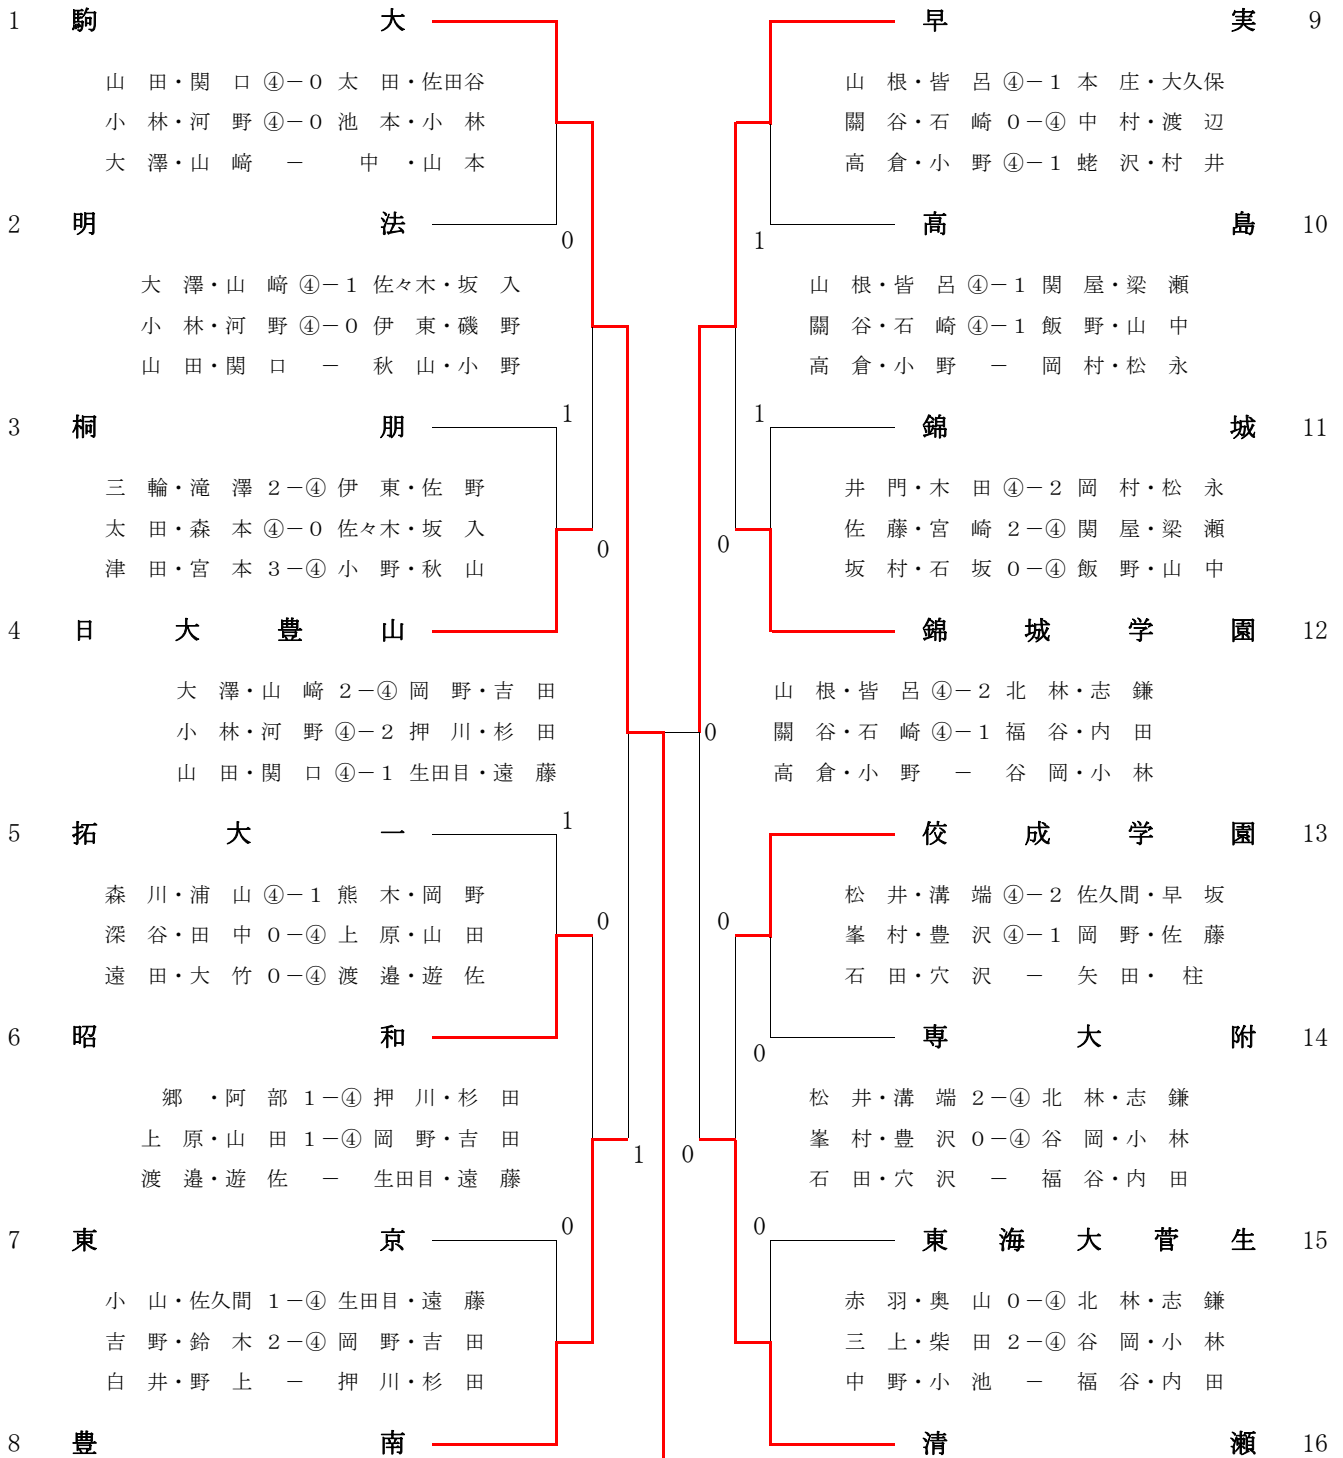 1 駒大 早実 9
山田・関口 ④－0 太田・佐田谷 山根・皆呂 ④－1 本庄・大久保
小林・河野 ④－0 池本・小林 關谷・石崎 0－④ 中村・渡辺
大澤・山﨑 － 中・山本 高倉・小野 ④－1 蛯沢・村井
2 明法 高島 10
0 1
大澤・山﨑 ④－1 佐々木・坂入 山根・皆呂 ④－1 関屋・梁瀬
小林・河野 ④－0 伊東・磯野 關谷・石崎 ④－1 飯野・山中
山田・関口 － 秋山・小野 高倉・小野 － 岡村・松永
1 1
3 桐朋 錦城 11
三輪・滝澤 2－④ 伊東・佐野 井門・木田 ④－2 岡村・松永
太田・森本 ④－0 佐々木・坂入 佐藤・宮崎 2－④ 関屋・梁瀬
0 0
津田・宮本 3－④ 小野・秋山 坂村・石坂 0－④ 飯野・山中
4 日大豊山 錦城学園 12
大澤・山﨑 2－④ 岡野・吉田 山根・皆呂 ④－2 北林・志鎌
小林・河野 ④－2 押川・杉田 0 關谷・石崎 ④－1 福谷・内田
山田・関口 ④－1 生田目・遠藤 高倉・小野 － 谷岡・小林
1
5 拓大一 佼成学園 13
森川・浦山 ④－1 熊木・岡野 松井・溝端 ④－2 佐久間・早坂
0 0
深谷・田中 0－④ 上原・山田 峯村・豊沢 ④－1 岡野・佐藤
遠田・大竹 0－④ 渡邉・遊佐 石田・穴沢 － 矢田・柱
6 昭和 専大附 14
0
郷・阿部 1－④ 押川・杉田 松井・溝端 2－④ 北林・志鎌
上原・山田 1－④ 岡野・吉田 峯村・豊沢 0－④ 谷岡・小林
1 0
渡邉・遊佐 － 生田目・遠藤 石田・穴沢 － 福谷・内田
0 0
7 東京 東海大菅生 15
小山・佐久間 1－④ 生田目・遠藤 赤羽・奥山 0－④ 北林・志鎌
吉野・鈴木 2－④ 岡野・吉田 三上・柴田 2－④ 谷岡・小林
白井・野上 － 押川・杉田 中野・小池 － 福谷・内田
8 豊南 清瀬 16